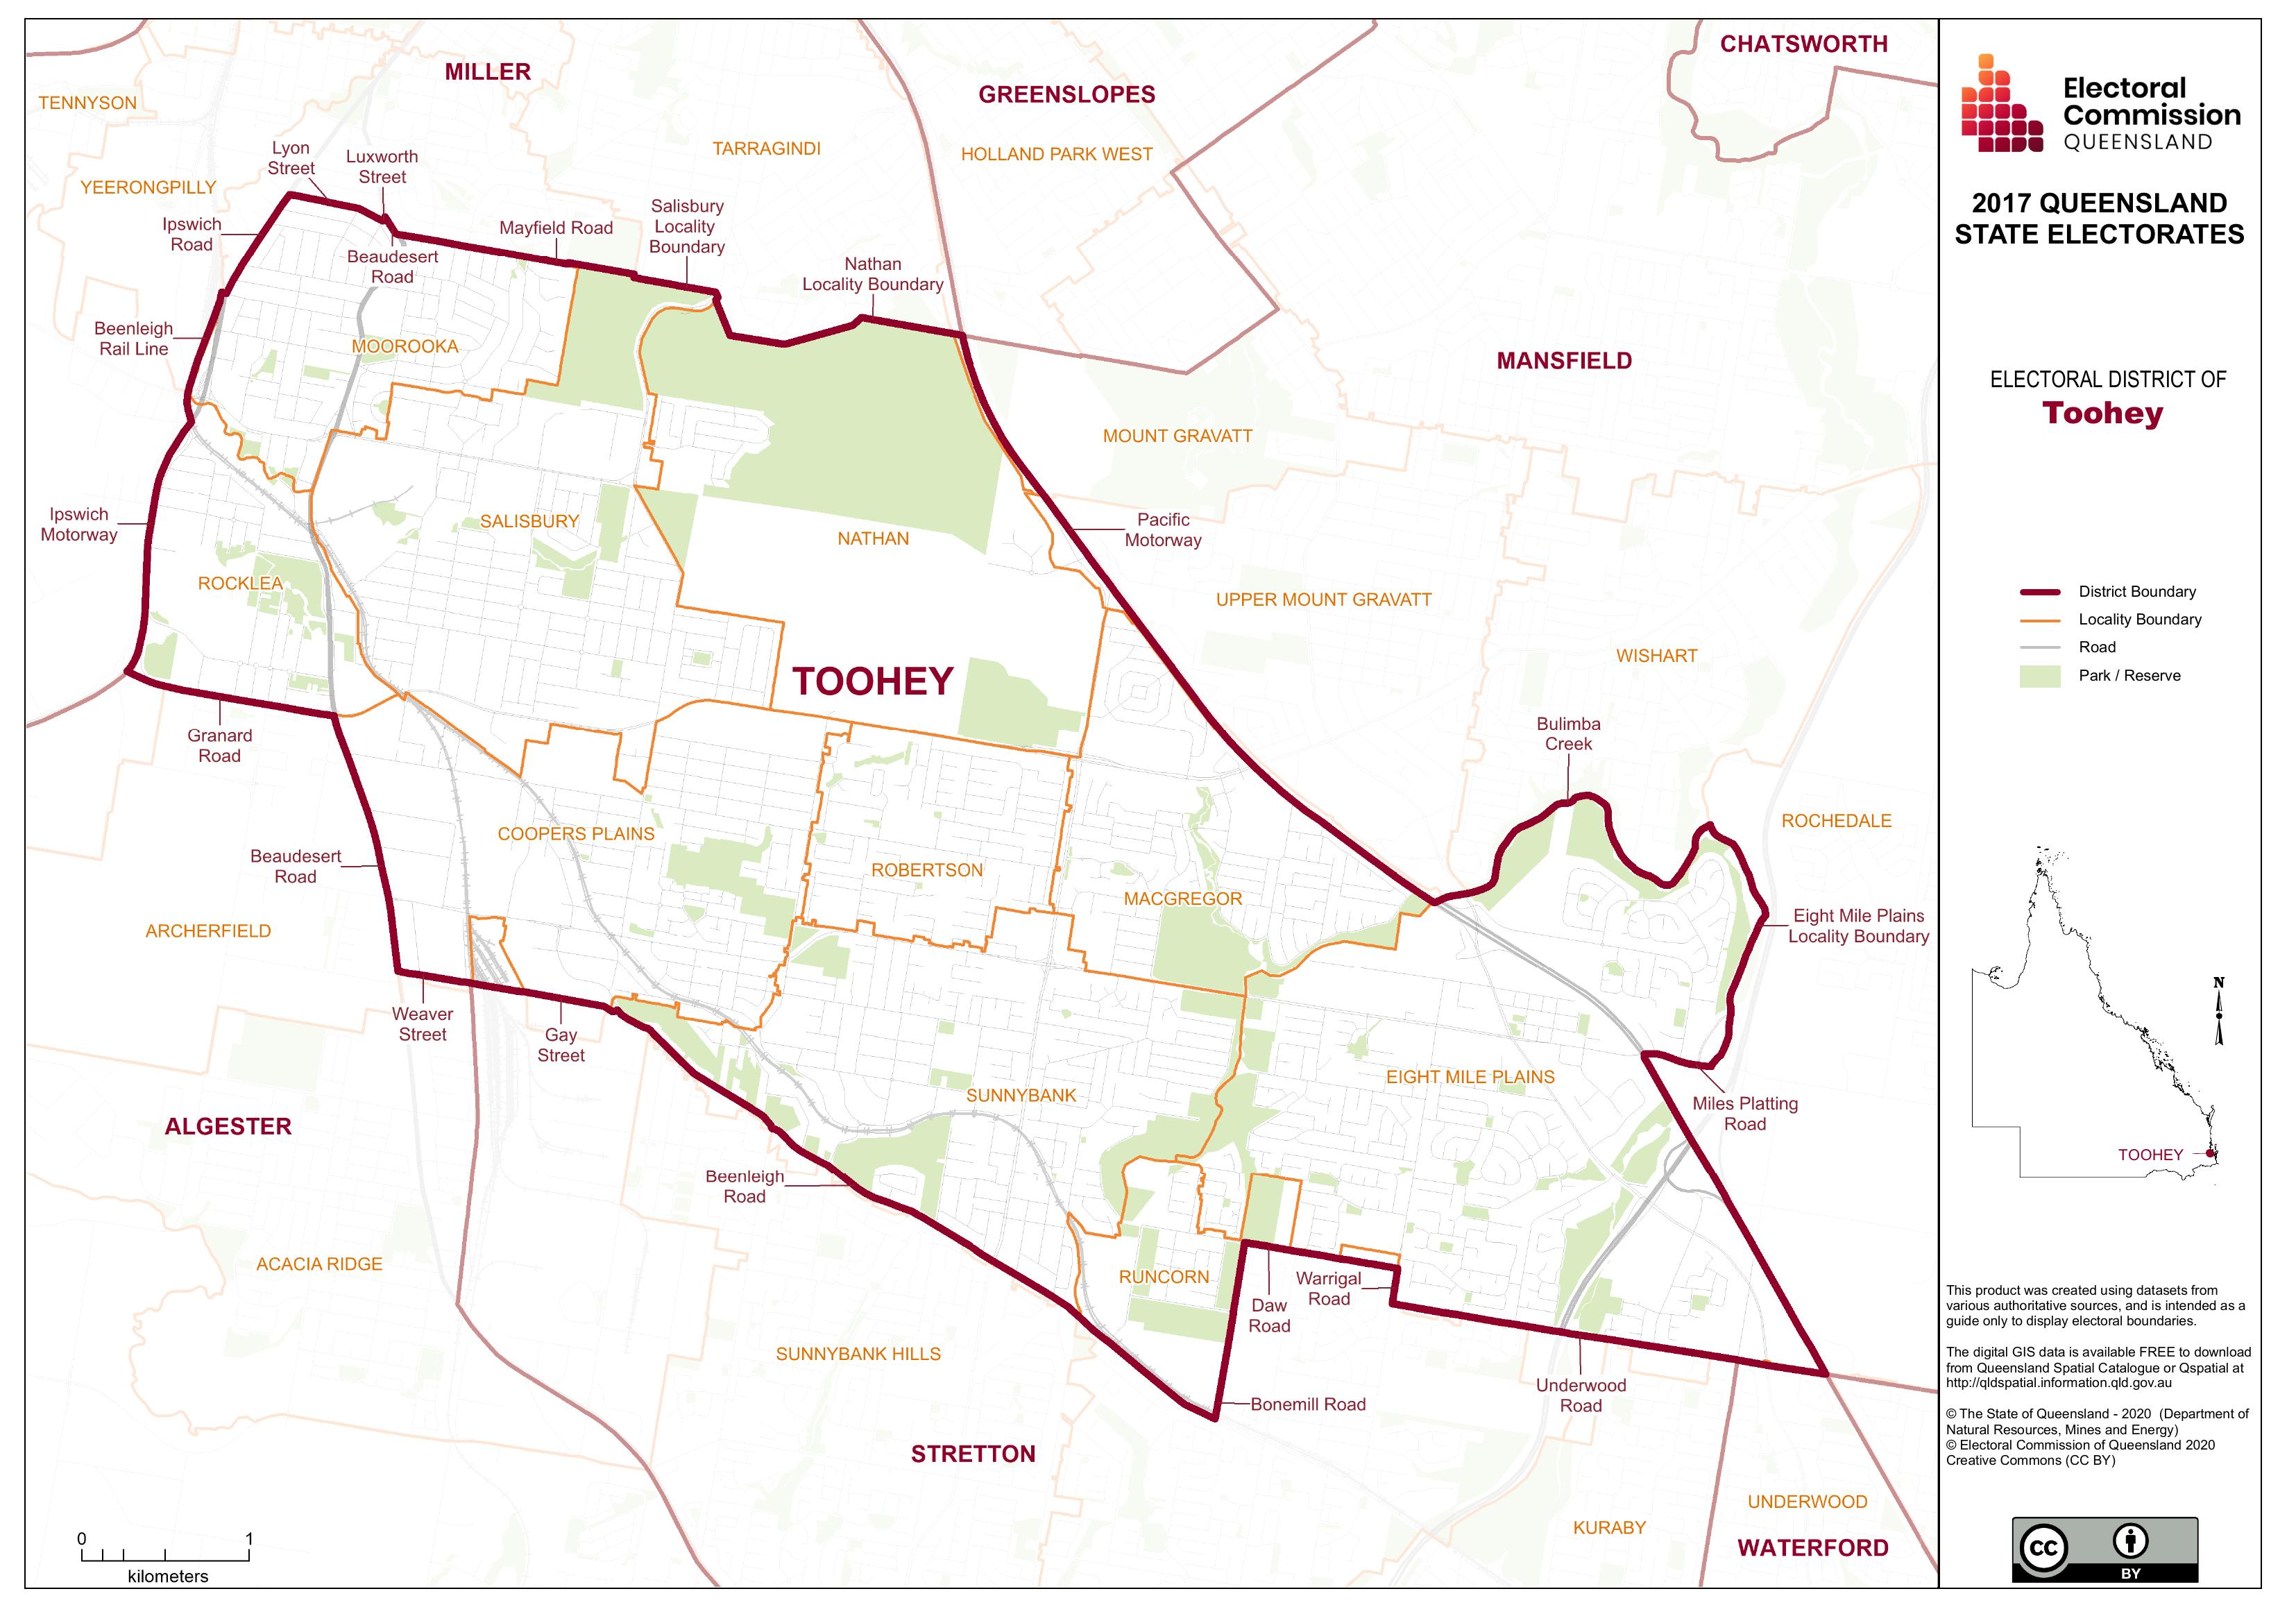 CHATSWORTH
MILLER
GREENSLOPES
TENNYSON
TARRAGINDI
HOLLAND PARK WEST
Lyon
Street
Luxworth
Street
YEERONGPILLY
Ipswich
Road
Beaudesert
Road
Mayfield Road
Salisbury
Locality
Boundary
Nathan
Locality Boundary
Beenleigh
Rail Line
MOOROOKA
MANSFIELD
MOUNT GRAVATT
Ipswich
Motorway
SALISBURY
NATHAN
Pacific
Motorway
ROCKLEA
UPPER MOUNT GRAVATT
WISHART
TOOHEY
Granard
Road
Bulimba
Creek
ROCHEDALE
COOPERS PLAINS
Beaudesert
Road
ROBERTSON
MACGREGOR
ARCHERFIELD
Eight Mile Plains
Locality Boundary
Weaver
Street
Gay
Street
SUNNYBANK
EIGHT MILE PLAINS
Miles Platting
Road
ALGESTER
Beenleigh
Road
ACACIA RIDGE
RUNCORN
Daw
Road
Warrigal
Road
SUNNYBANK HILLS
Underwood
Road
Bonemill Road
STRETTON
KURABY
UNDERWOOD
WATERFORD
0 1
kilometers
Electoral
Commission
QUEENSLAND
2017 QUEENSLAND
STATE ELECTORATES
ELECTORAL DISTRICT OF
Toohey
District Boundary
Locality Boundary
Road
Park / Reserve
N
TOOHEY
This product was created using datasets from
various authoritative sources, and is intended as a
guide only to display electoral boundaries.
The digital GIS data is available FREE to download
from Queensland Spatial Catalogue or Qspatial at
http://qldspatial.information.qld.gov.au
© The State of Queensland - 2020 (Department of
Natural Resources, Mines and Energy)
© Electoral Commission of Queensland 2020
Creative Commons (CC BY)
CC
BY